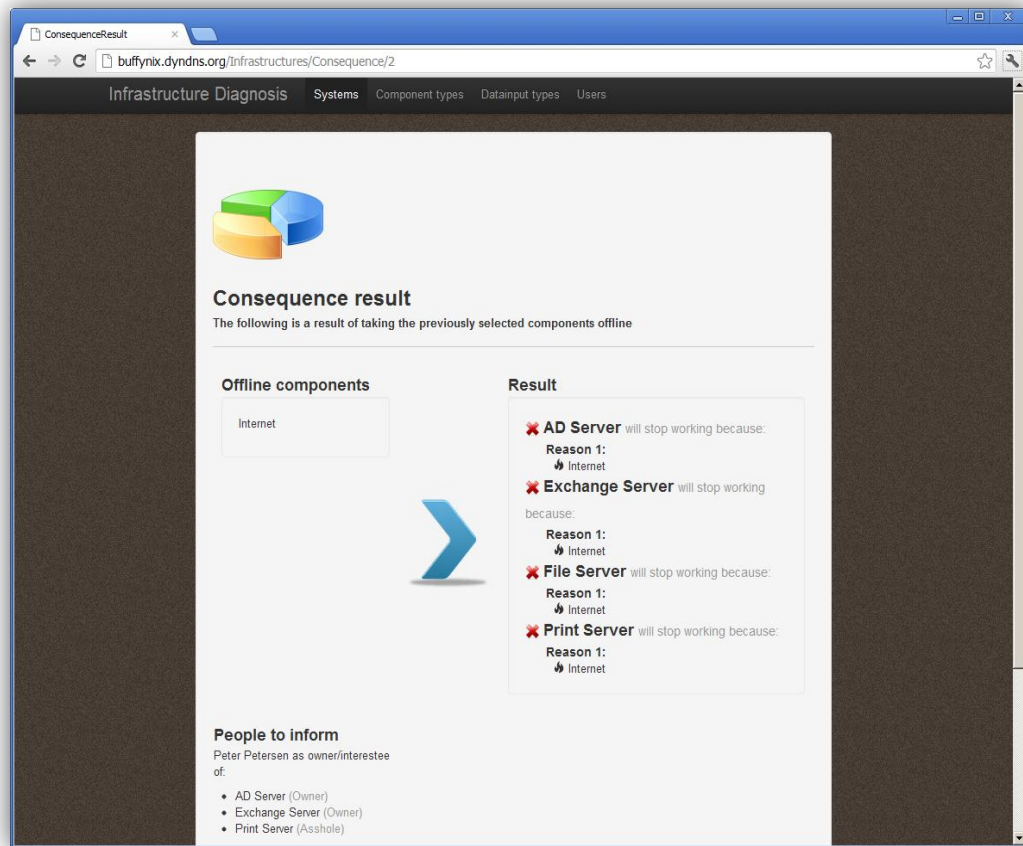 ConsequenceResult
buffynix.dyndns.org/Infrastructures/Consequence/2
Infrastructure Diagnosis Systems Component types Datainput types Users
Consequence result
The following is a result of taking the previously selected components offline
Offline components
Internet
Result
AD Server will stop working because:
Reason 1:
Internet
Exchange Server will stop working
because:
Reason 1:
Internet
File Server will stop working because:
Reason 1:
Internet
Print Server will stop working because:
Reason 1:
Internet
People to inform
Peter Petersen as owner/interestee
of:
• AD Server (Owner)
• Exchange Server (Owner)
• Print Server (Asshole)